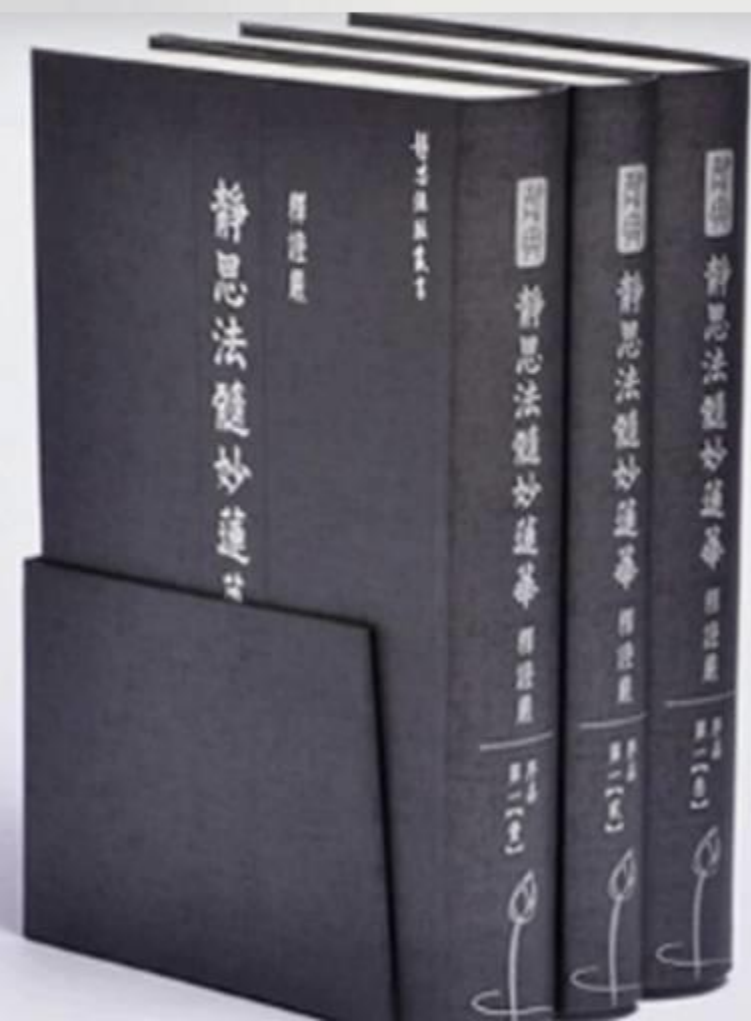 靜思法脈叢書
釋證嚴
靜思法髓妙蓮華
靜思法髓妙蓮華 釋證嚴
序品
第一【壹】
靜思法髓妙蓮華 釋證嚴
序品
第一【貳】
靜思法髓妙蓮華 釋證嚴
序品
第一【參】